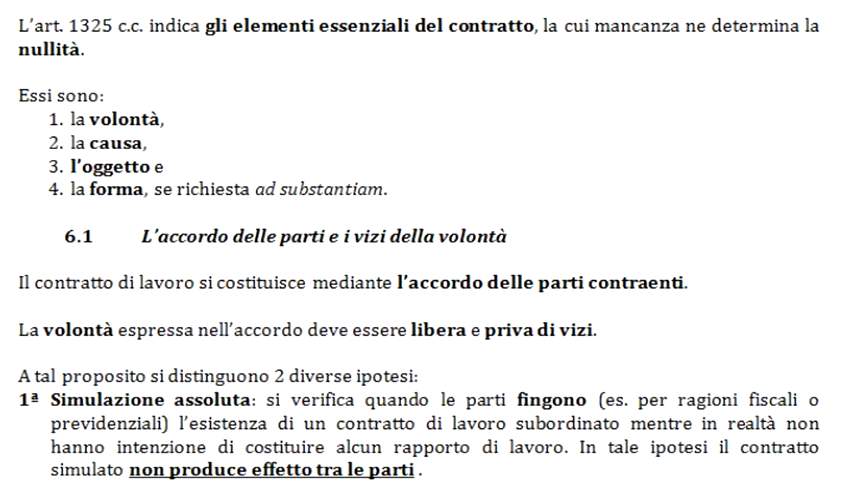 L'art. 1325 c.c. indica gli elementi essenziali del contratto, la cui mancanza ne determina la
nullità.
Essi sono:
1. la volontà,
2. la causa,
3. l'oggetto e
4. la forma, se richiesta ad substantiam.
6.1 L'accordo delle parti e i vizi della volontà
Il contratto di lavoro si costituisce mediante l'accordo delle parti contraenti.
La volontà espressa nell'accordo deve essere libera e priva di vizi.
A tal proposito si distinguono 2 diverse ipotesi:
1ª Simulazione assoluta: si verifica quando le parti fingono (es. per ragioni fiscali o
previdenziali) l'esistenza di un contratto di lavoro subordinato mentre in realtà non
hanno intenzione di costituire alcun rapporto di lavoro. In tale ipotesi il contratto
simulato non produce effetto tra le parti .